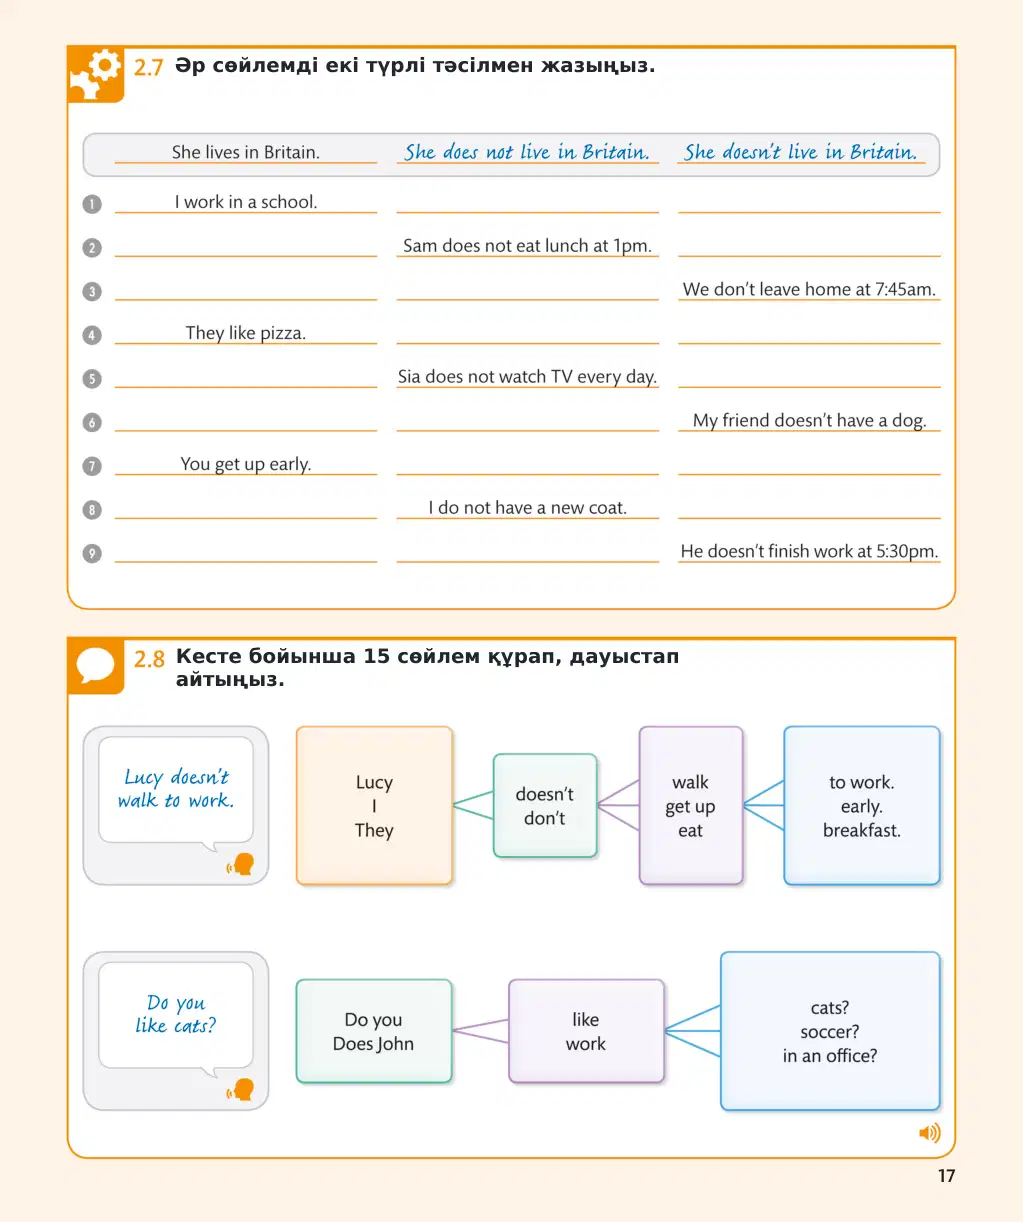 2.7 Әр сөйлемді екі түрлі тәсілмен жазыңыз.
She lives in Britain. She does not live in Britain. She doesn't live in Britain.
1 I work in a school.
2 Sam does not eat lunch at 1pm.
3 We don't leave home at 7:45am.
4 They like pizza.
5 Sia does not watch TV every day.
6 My friend doesn't have a dog.
7 You get up early.
8 I do not have a new coat.
9 He doesn't finish work at 5:30pm.
2.8 Кесте бойынша 15 сөйлем құрап, дауыстап
айтыңыз.
Lucy doesn't
walk to work.
Lucy
I
They
doesn't
don't
walk
get up
eat
to work.
early.
breakfast.
Do you
like cats?
Do you
Does John
like
work
cats?
soccer?
in an office?
17